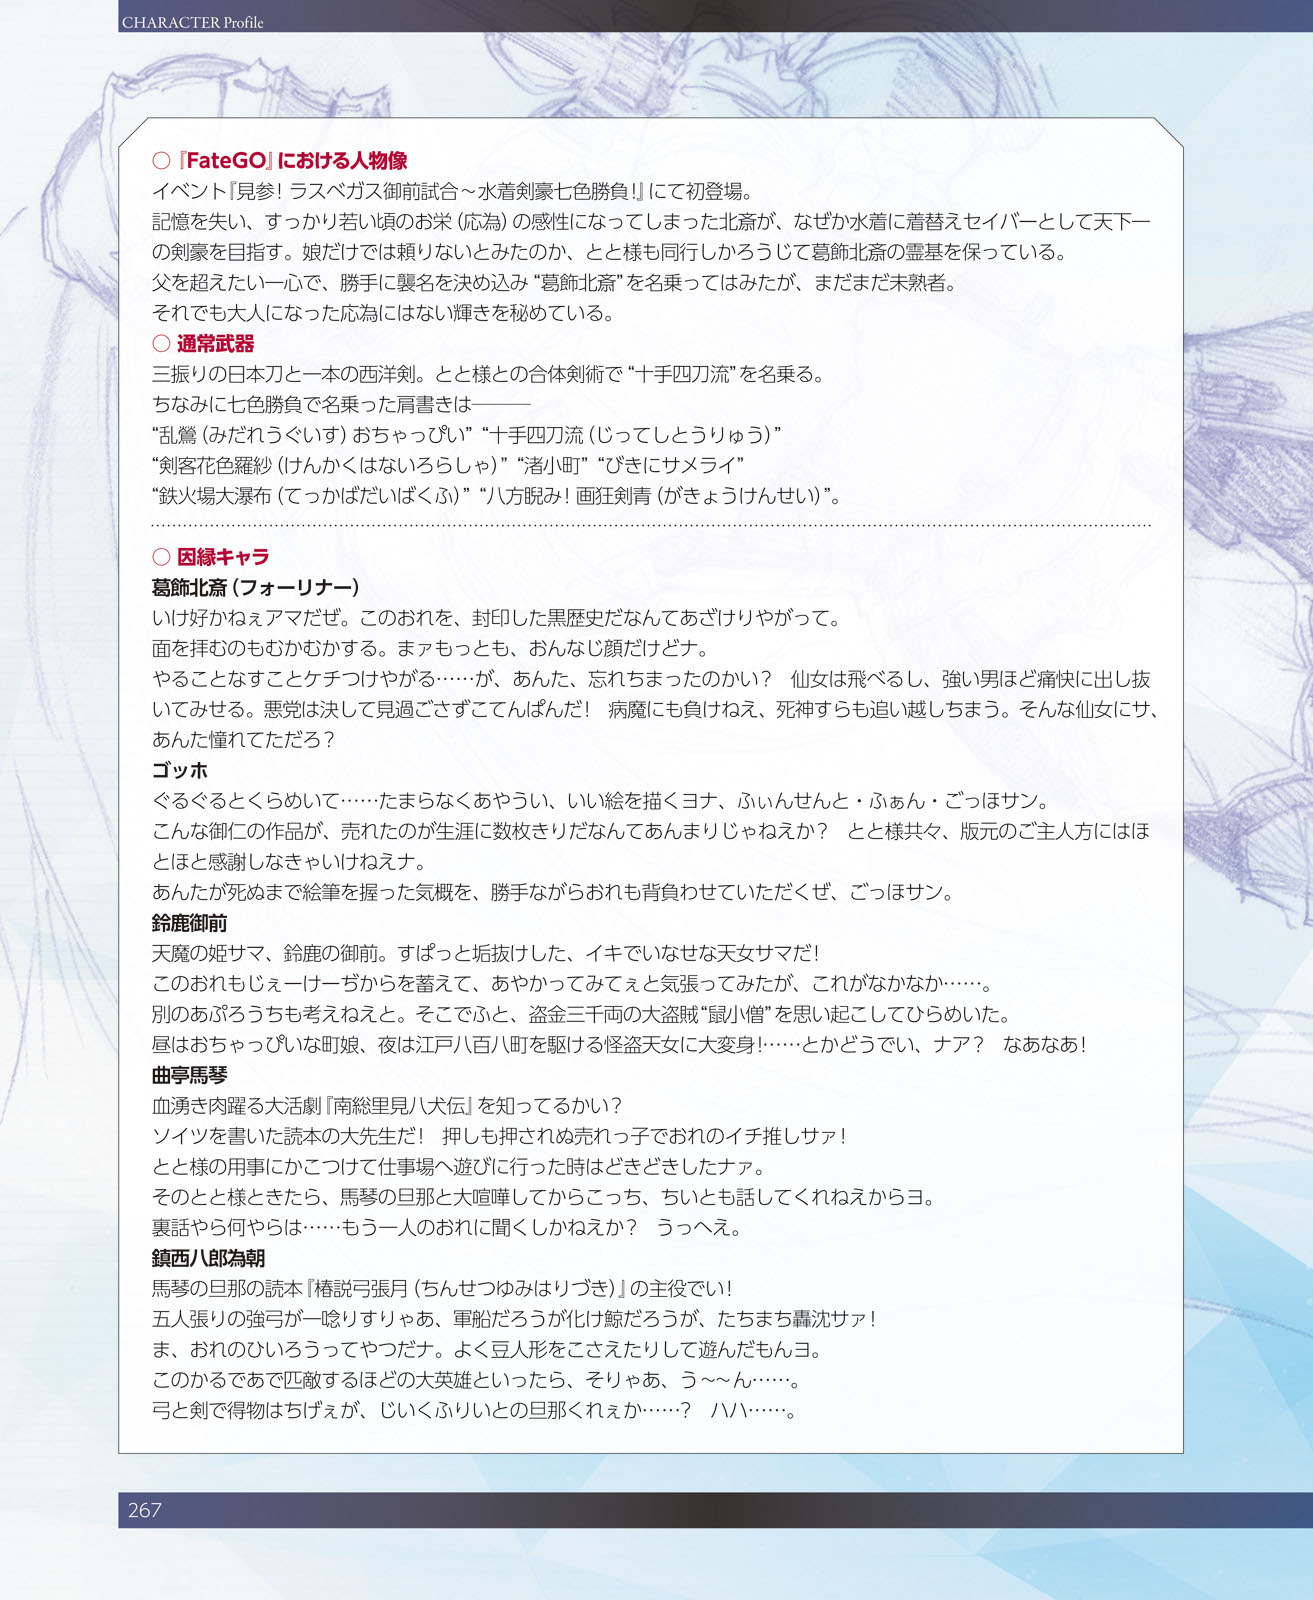 CHARACTER Profile
○『FateGO』における人物像
イベント『見参！ ラスベガス御前試合～水着剣豪七色勝負！』にて初登場。
記憶を失い、すっかり若い頃のお栄（応為）の感性になってしまった北斎が、なぜか水着に着替えセイバーとして天下一
の剣豪を目指す。娘だけでは頼りないとみたのか、とと様も同行しかろうじて葛飾北斎の霊基を保っている。
父を超えたい一心で、勝手に襲名を決め込み“葛飾北斎”を名乗ってはみたが、まだまだ未熟者。
それでも大人になった応為にはない輝きを秘めている。
○ 通常武器
三振りの日本刀と一本の西洋剣。とと様との合体剣術で“十手四刀流”を名乗る。
ちなみに七色勝負で名乗った肩書きは———
“乱鶯（みだれうぐいす）おちゃっぴい”“十手四刀流（じってしとうりゅう）”
“剣客花色羅紗（けんかくはないろらしゃ）”“渚小町”“びきにサメライ”
“鉄火場大瀑布（てっかばだいばくふ）”“八方睨み！画狂剣青（がきょうけんせい）”。
○ 因縁キャラ
葛飾北斎（フォーリナー）
いけ好かねぇアマだぜ。このおれを、封印した黒歴史だなんてあざけりやがって。
面を拝むのもむかむかする。まァもっとも、おんなじ顔だけどナ。
やることなすことケチつけやがる……が、あんた、忘れちまったのかい？　仙女は飛べるし、強い男ほど痛快に出し抜
いてみせる。悪党は決して見過ごさずこてんぱんだ！　病魔にも負けねえ、死神すらも追い越しちまう。そんな仙女にサ、
あんた憧れてただろ？
ゴッホ
ぐるぐるとくらめいて……たまらなくあやうい、いい絵を描くヨナ、ふぃんせんと・ふぁん・ごっほサン。
こんな御仁の作品が、売れたのが生涯に数枚きりだなんてあんまりじゃねえか？　とと様共々、版元のご主人方にはほ
とほと感謝しなきゃいけねえナ。
あんたが死ぬまで絵筆を握った気概を、勝手ながらおれも背負わせていただくぜ、ごっほサン。
鈴鹿御前
天魔の姫サマ、鈴鹿の御前。すぱっと垢抜けした、イキでいなせな天女サマだ！
このおれもじぇーけーぢからを蓄えて、あやかってみてぇと気張ってみたが、これがなかなか……。
別のあぷろうちも考えねえと。そこでふと、盗金三千両の大盗賊“鼠小僧”を思い起こしてひらめいた。
昼はおちゃっぴいな町娘、夜は江戸八百八町を駆ける怪盗天女に大変身！……とかどうでい、ナア？　なあなあ！
曲亭馬琴
血湧き肉躍る大活劇『南総里見八犬伝』を知ってるかい？
ソイツを書いた読本の大先生だ！　押しも押されぬ売れっ子でおれのイチ推しサァ！
とと様の用事にかこつけて仕事場へ遊びに行った時はどきどきしたナァ。
そのとと様ときたら、馬琴の旦那と大喧嘩してからこっち、ちいとも話してくれねえからヨ。
裏話やら何やらは……もう一人のおれに聞くしかねえか？　うっへえ。
鎮西八郎為朝
馬琴の旦那の読本『椿説弓張月（ちんせつゆみはりづき）』の主役でい！
五人張りの強弓が一唸りすりゃあ、軍船だろうが化け鯨だろうが、たちまち轟沈サァ！
ま、おれのひいろうってやつだナ。よく豆人形をこさえたりして遊んだもんヨ。
このかるであで匹敵するほどの大英雄といったら、そりゃあ、う～～ん……。
弓と剣で得物はちげぇが、じいくふりいとの旦那くれぇか……？　ハハ……。
267